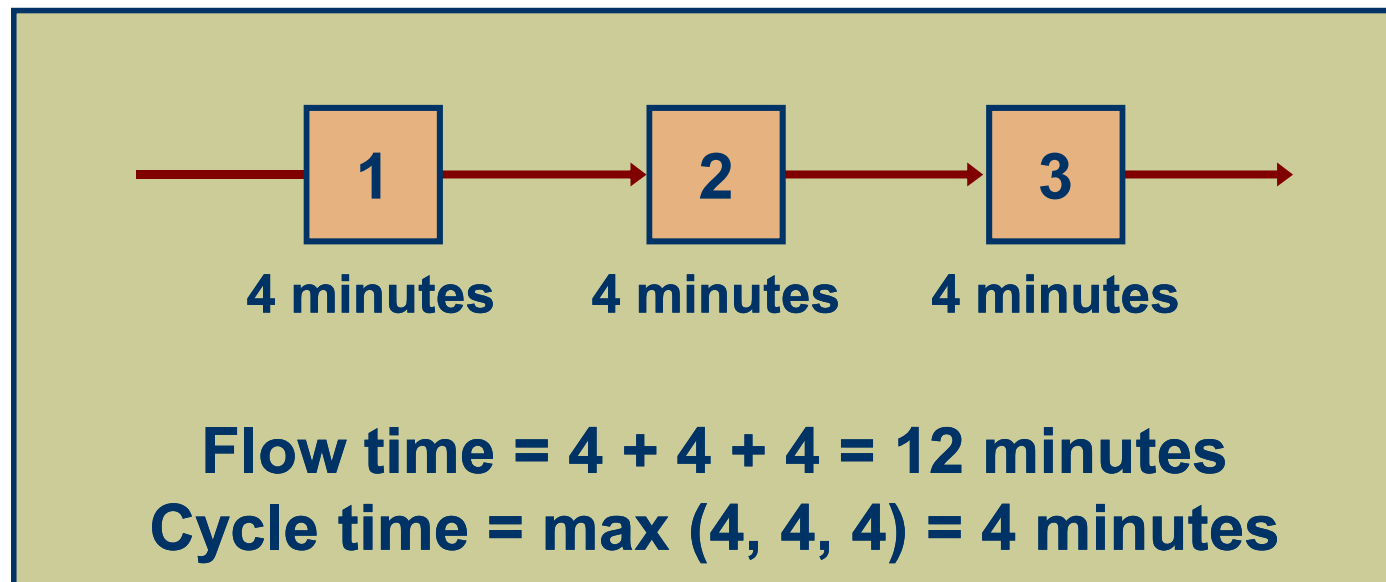 1 2 3
4 minutes 4 minutes 4 minutes
Flow time = 4 + 4 + 4 = 12 minutes
Cycle time = max (4, 4, 4) = 4 minutes